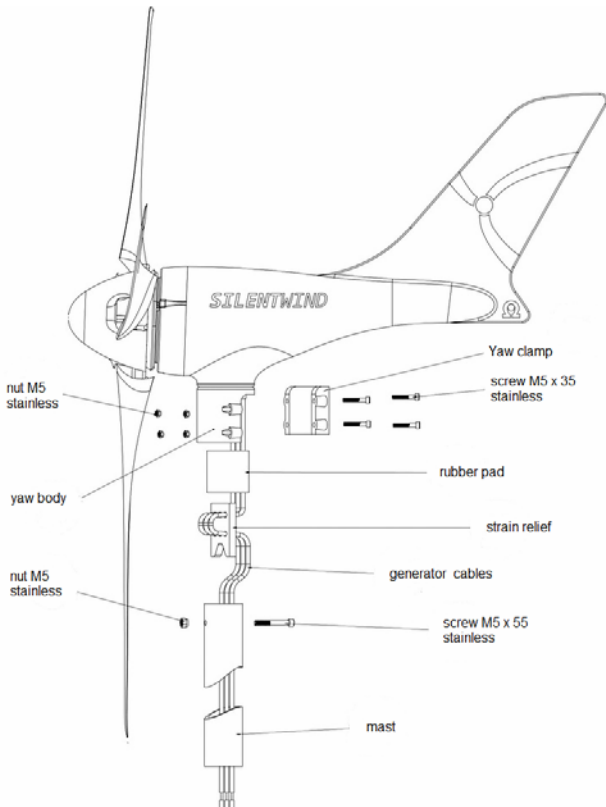 SILENTWIND
Ω
Yaw clamp
nut M5
stainless
screw M5 x 35
stainless
rubber pad
yaw body
strain relief
generator cables
nut M5
stainless
screw M5 x 55
stainless
mast